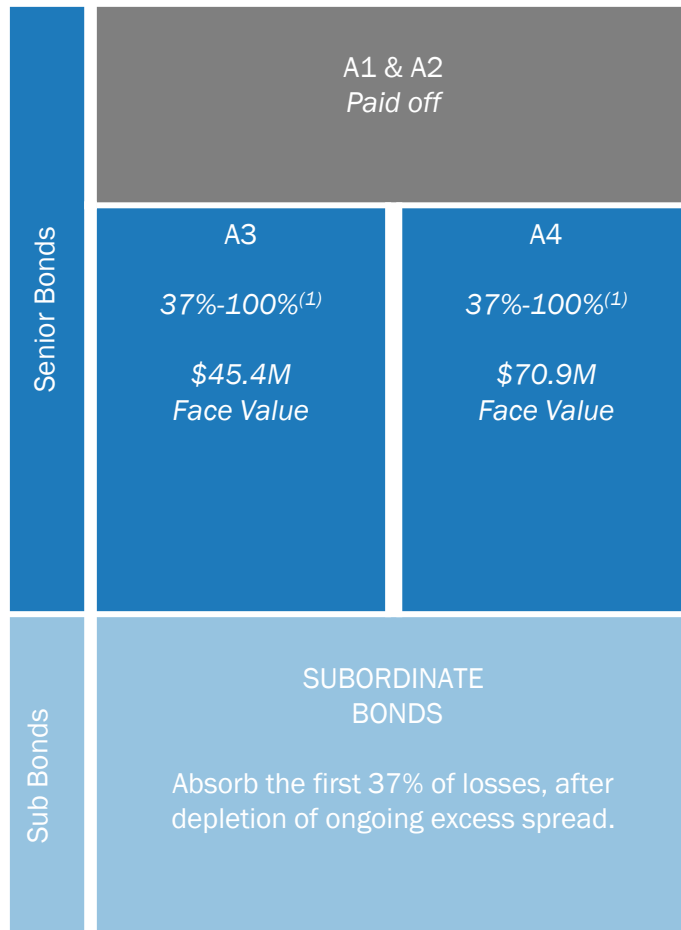 Senior Bonds
A1 & A2
Paid off
A3
37%-100%(1)
$45.4M
Face Value
A4
37%-100%(1)
$70.9M
Face Value
Sub Bonds
SUBORDINATE
BONDS
Absorb the first 37% of losses, after
depletion of ongoing excess spread.